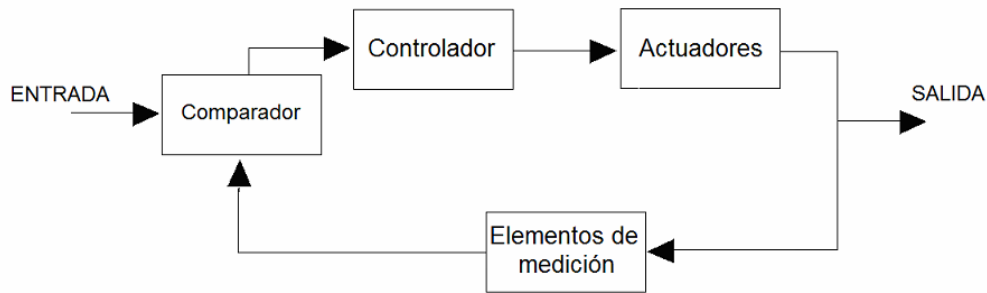 ENTRADA
Comparador
Controlador
Actuadores
SALIDA
Elementos de
medición